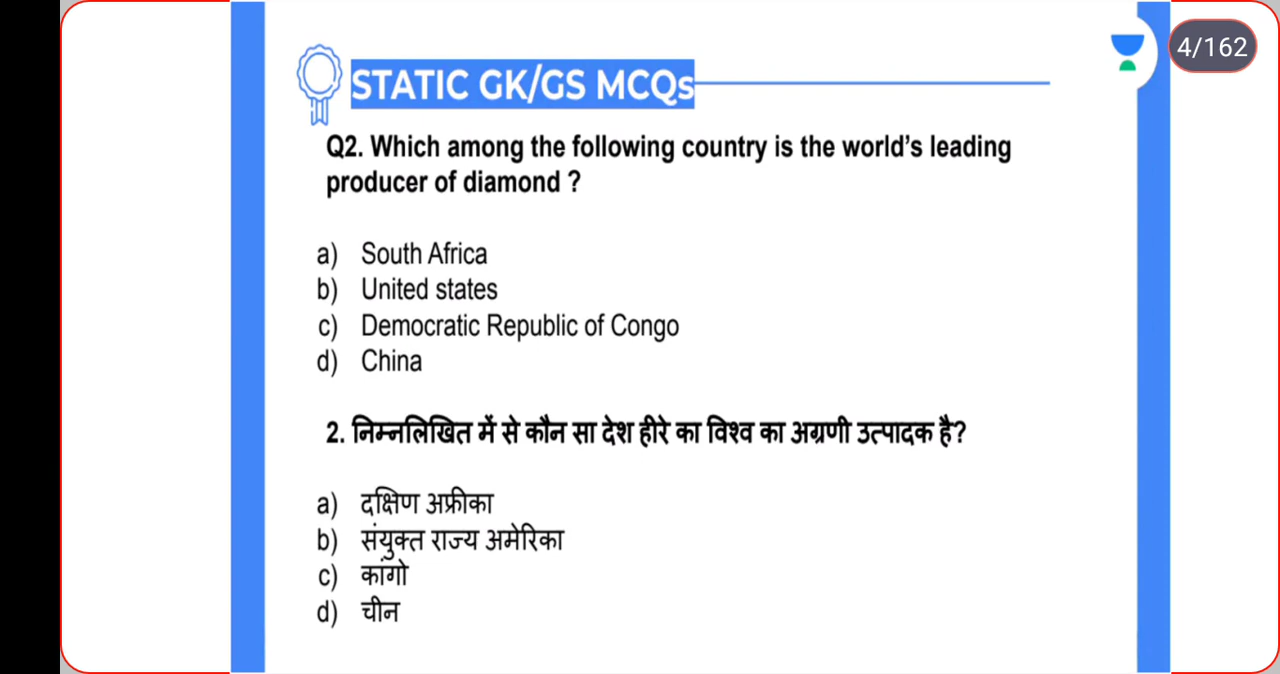 4/162
STATIC GK/GS MCQs
Q2. Which among the following country is the world's leading
producer of diamond ?
a) South Africa
b) United states
c) Democratic Republic of Congo
d) China
2. निम्नलिखित में से कौन सा देश हीरे का विश्व का अग्रणी उत्पादक है?
a) दक्षिण अफ्रीका
b) संयुक्त राज्य अमेरिका
c) कांगो
d) चीन